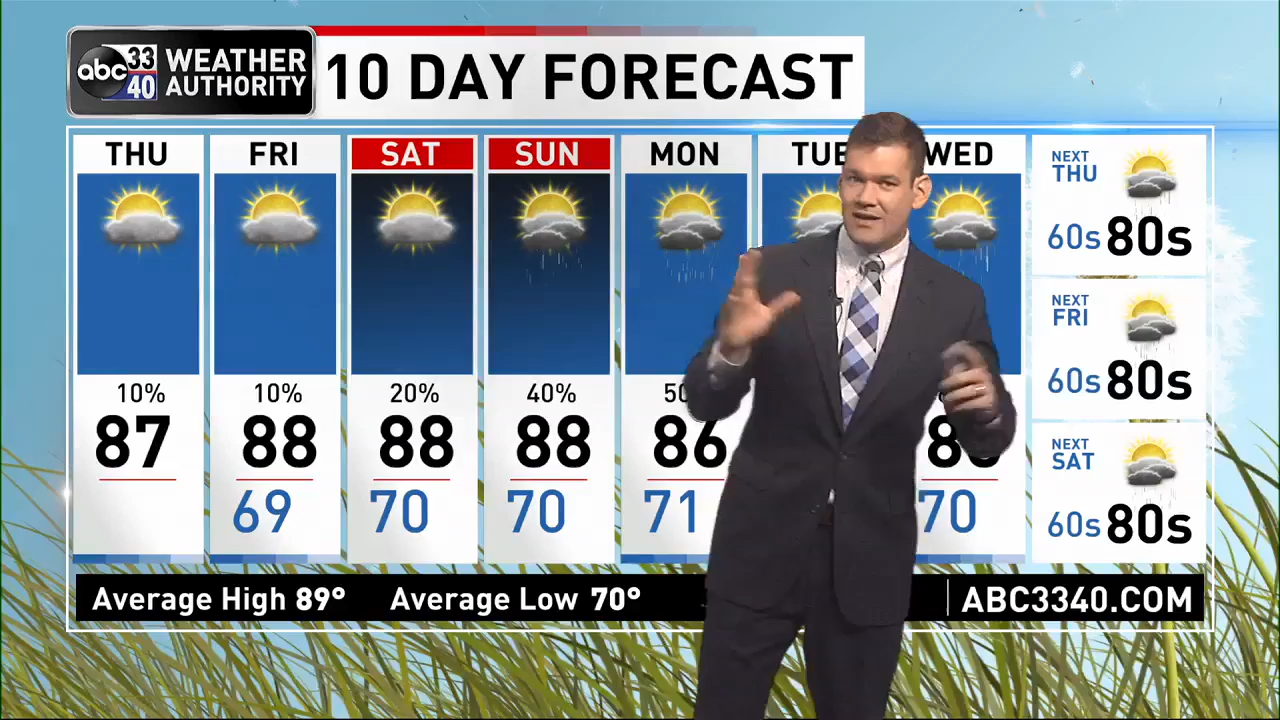 abc 33 40 WEATHER AUTHORITY
10 DAY FORECAST
THU FRI SAT SUN MON TUE WED
10% 10% 20% 40%
87 88 88 88 86
69 70 70 71 70
NEXT THU
60s 80s
NEXT FRI
60s 80s
NEXT SAT
60s 80s
Average High 89° Average Low 70° ABC3340.COM